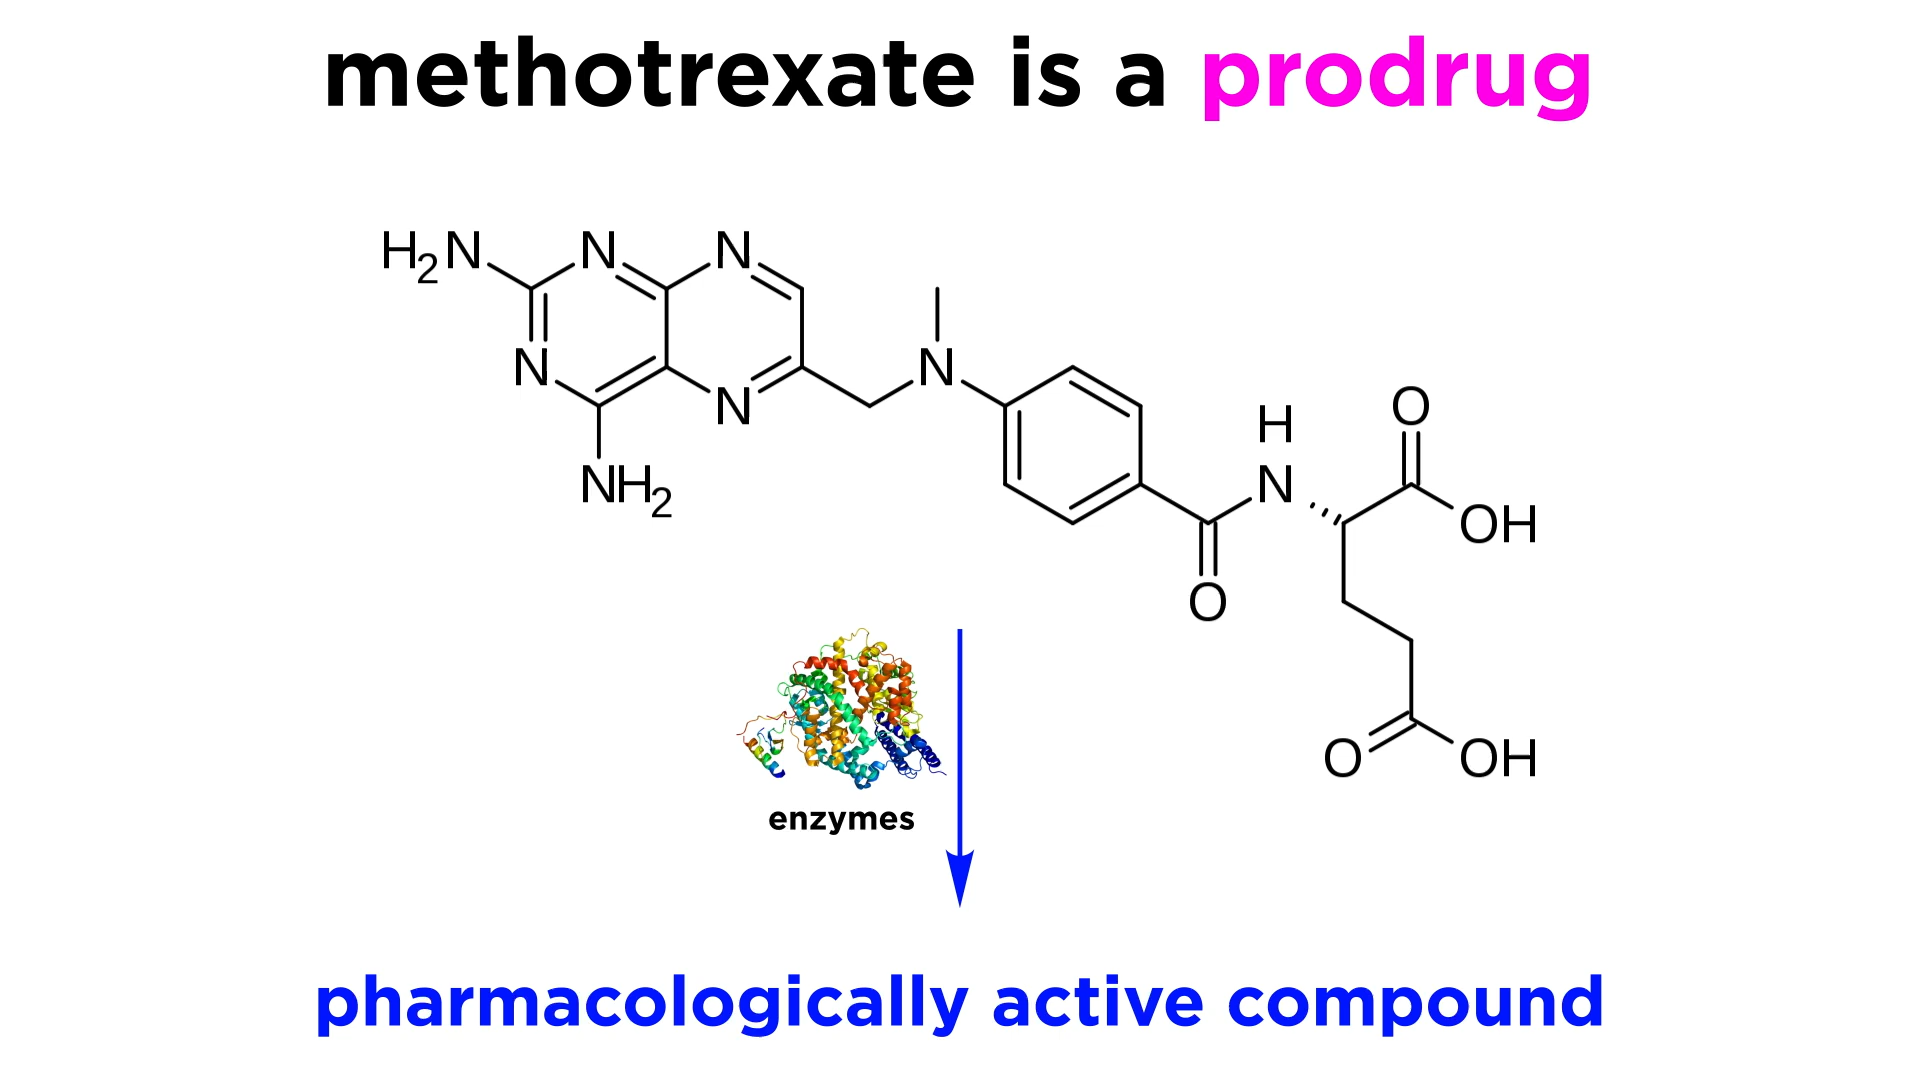 methotrexate is a prodrug
H2N N N
N N N
NH2
H
N
O
OH
O
O OH
enzymes
pharmacologically active compound